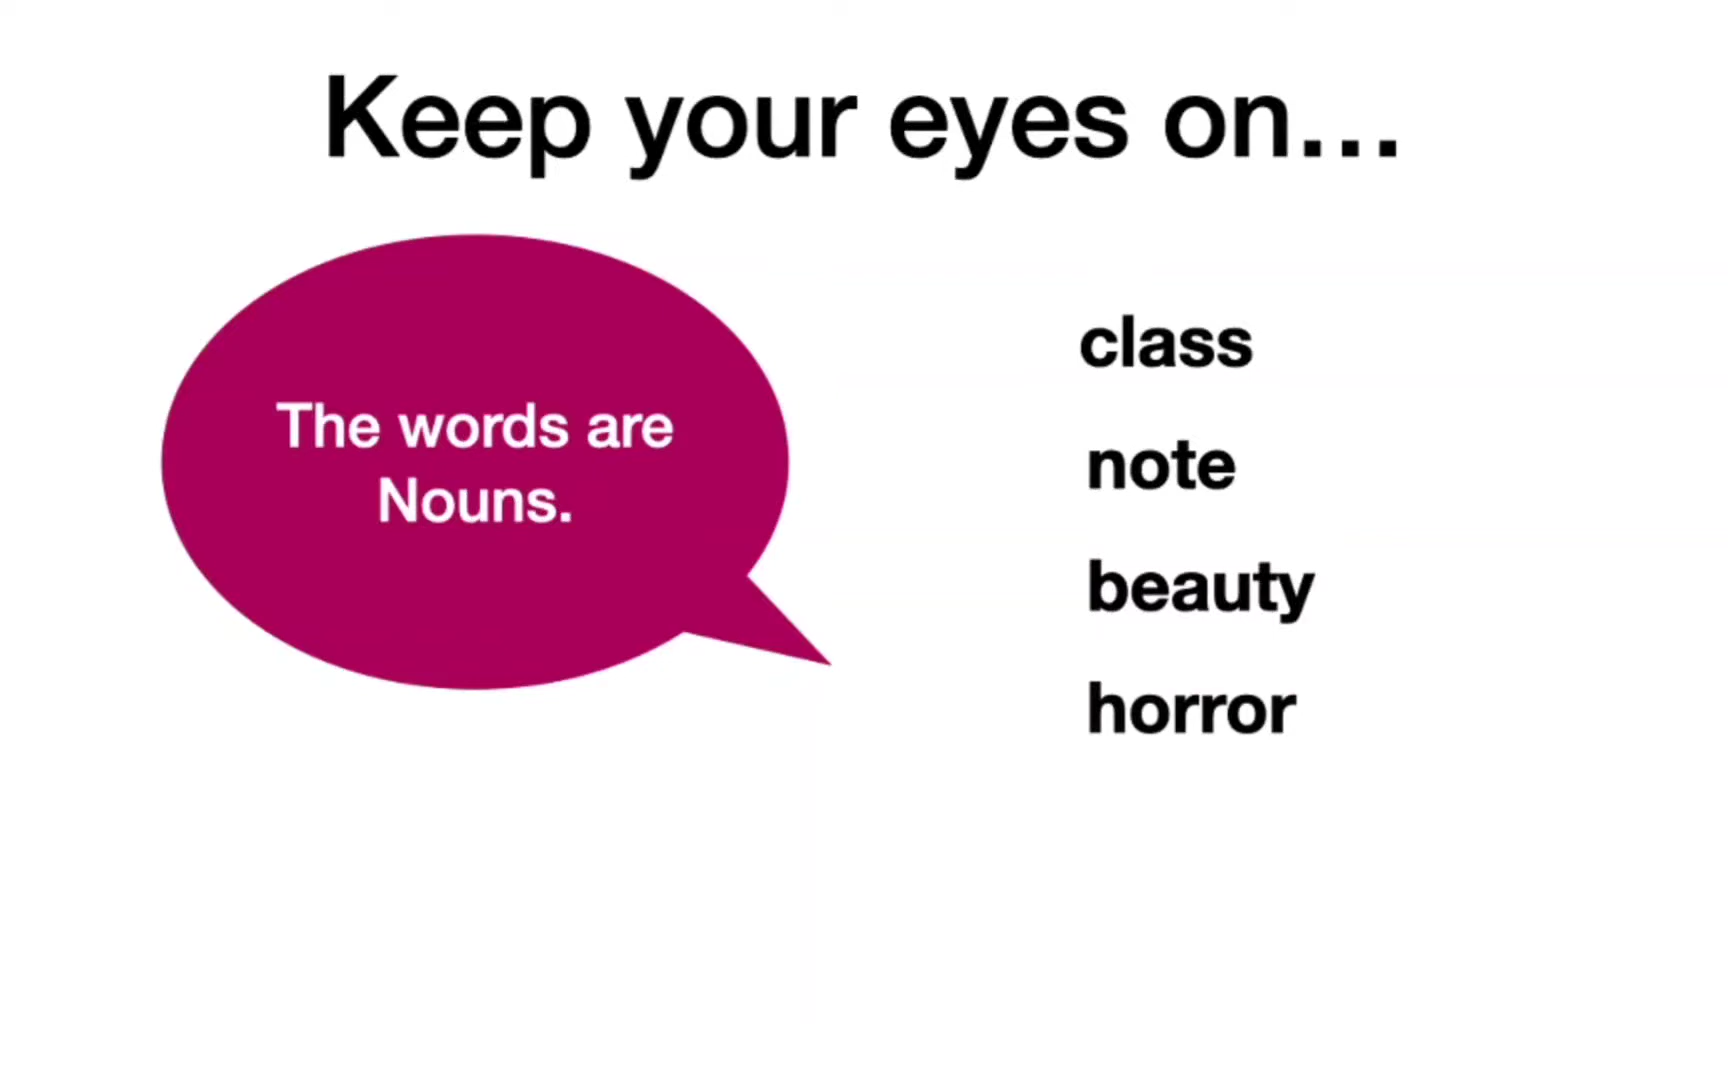 Keep your eyes on...
The words are
Nouns.
class
note
beauty
horror